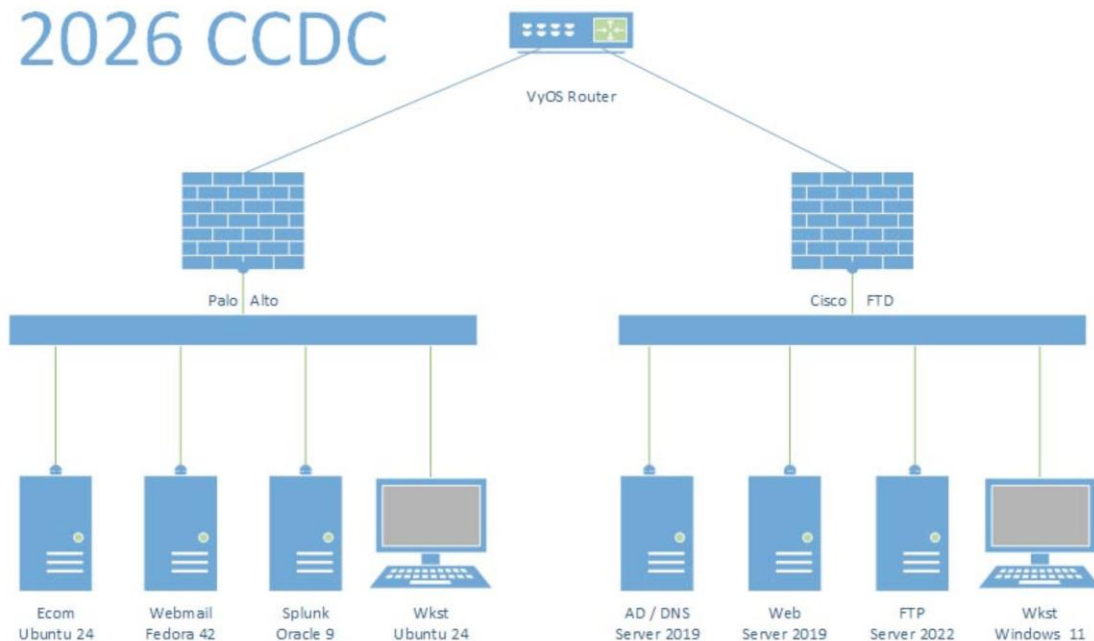 2026 CCDC
VyOS Router
Palo Alto
Cisco FTD
Ecom
Ubuntu 24
Webmail
Fedora 42
Splunk
Oracle 9
Wkst
Ubuntu 24
AD / DNS
Server 2019
Web
Server 2019
FTP
Server 2022
Wkst
Windows 11